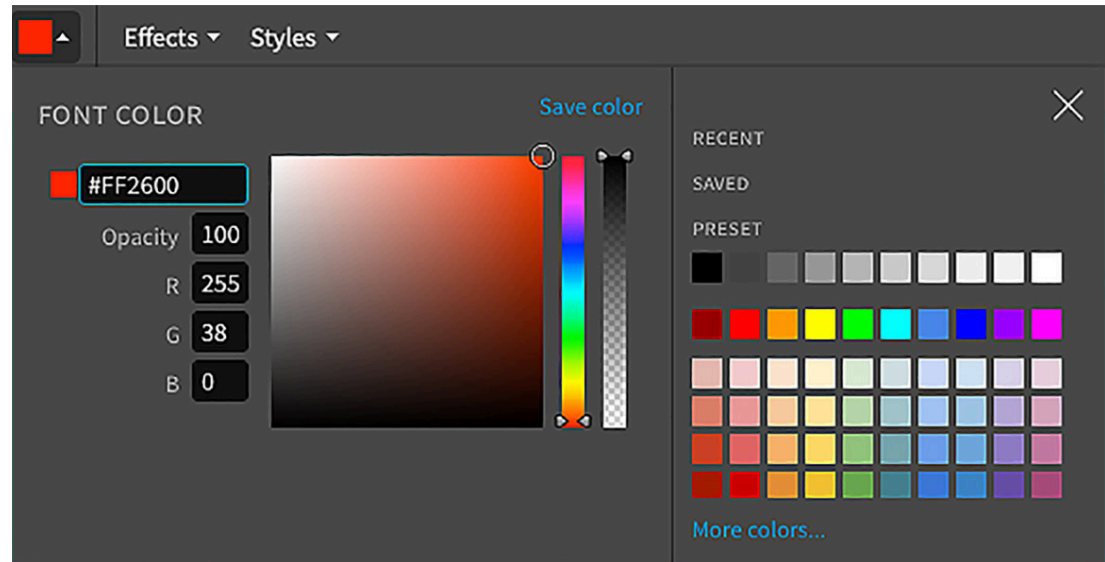 Effects Styles
FONT COLOR
Save color
#FF2600
Opacity 100
R 255
G 38
B 0
RECENT
SAVED
PRESET
More colors...